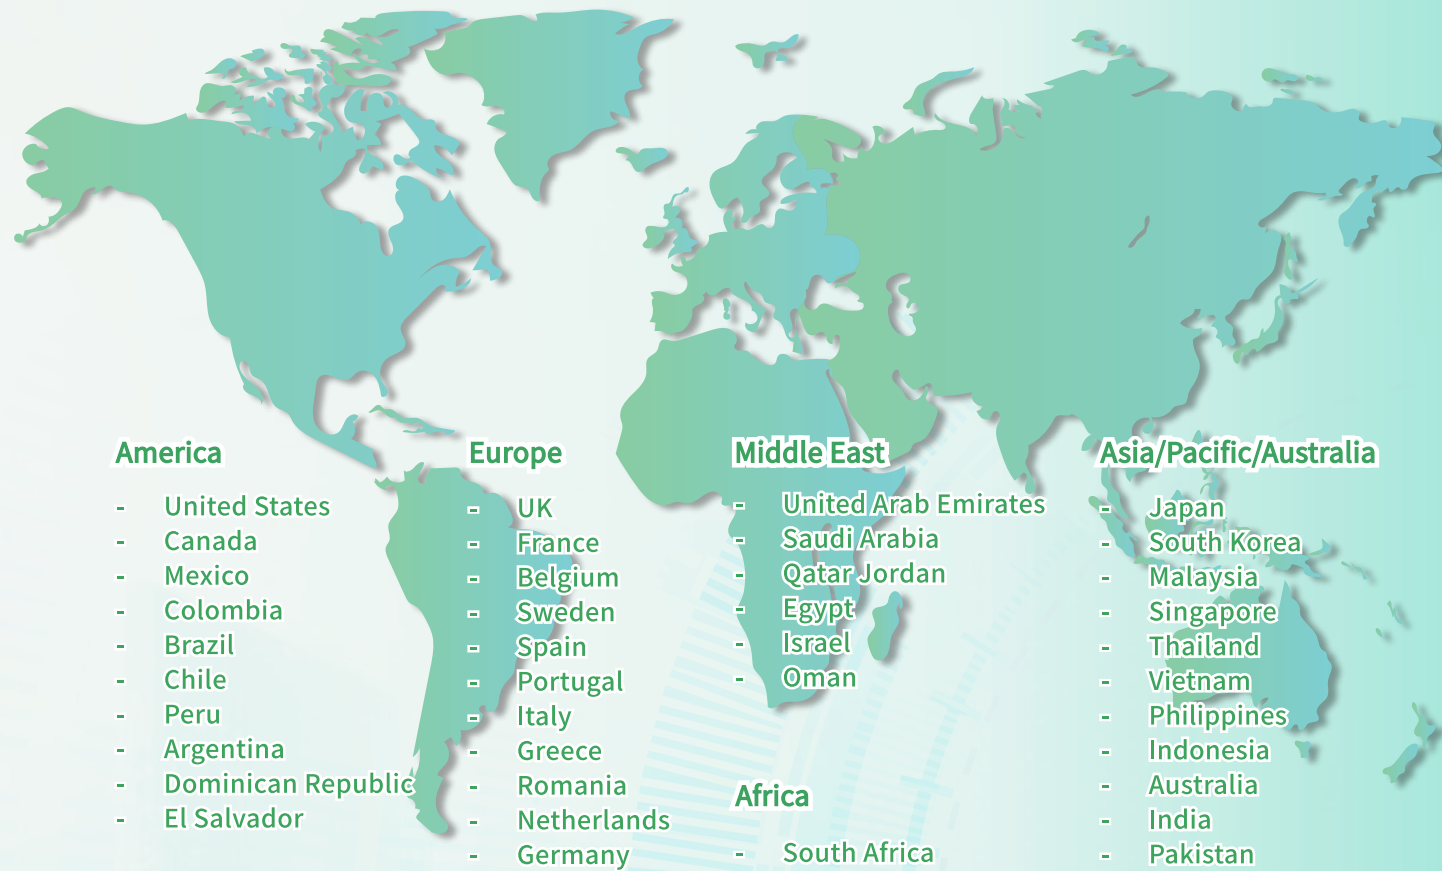 America
- United States
- Canada
- Mexico
- Colombia
- Brazil
- Chile
- Peru
- Argentina
- Dominican Republic
- El Salvador
Europe
- UK
- France
- Belgium
- Sweden
- Spain
- Portugal
- Italy
- Greece
- Romania
- Netherlands
- Germany
Middle East
- United Arab Emirates
- Saudi Arabia
- Qatar Jordan
- Egypt
- Israel
- Oman
Africa
- South Africa
Asia/Pacific/Australia
- Japan
- South Korea
- Malaysia
- Singapore
- Thailand
- Vietnam
- Philippines
- Indonesia
- Australia
- India
- Pakistan